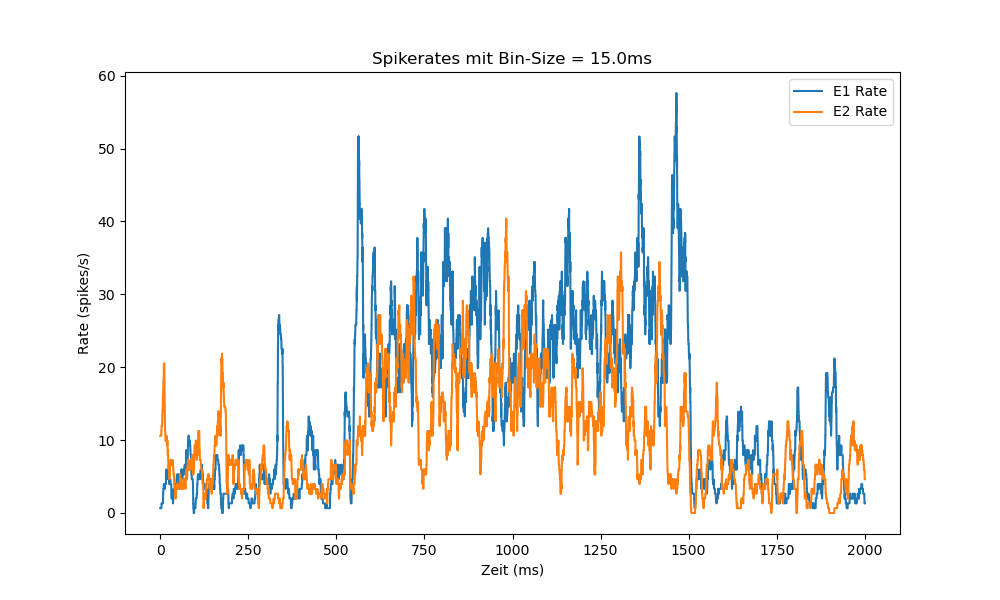 Spikerates mit Bin-Size = 15.0ms
E1 Rate
E2 Rate
Rate (spikes/s)
60
50
40
30
20
10
0
0 250 500 750 1000 1250 1500 1750 2000
Zeit (ms)